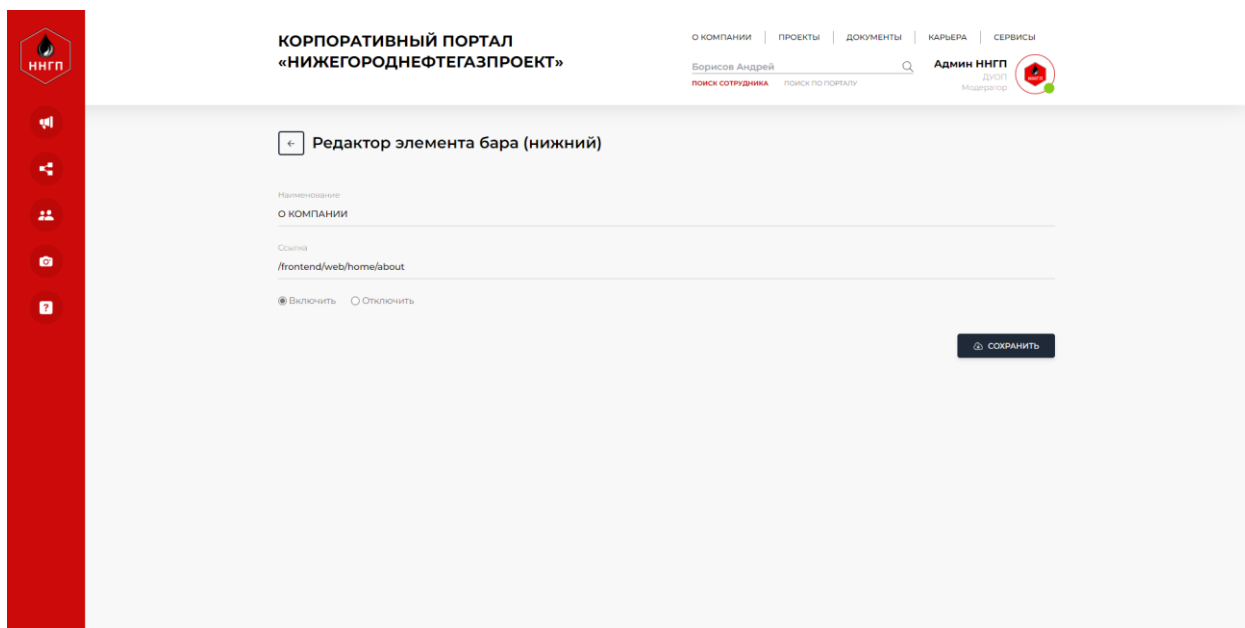 ННГП
КОРПОРАТИВНЫЙ ПОРТАЛ
«НИЖЕГОРОДНЕФТЕГАЗПРОЕКТ»
О КОМПАНИИ
ПРОЕКТЫ
ДОКУМЕНТЫ
КАРЬЕРА
СЕРВИСЫ
Борисов Андрей
ПОИСК СОТРУДНИКА
ПОИСК ПО ПОРТАЛУ
Админ ННГП
ДУОП
Модератор
ННГП
Редактор элемента бара (нижний)
Наименование
О КОМПАНИИ
Ссылка
/frontend/web/home/about
Включить
Отключить
СОХРАНИТЬ